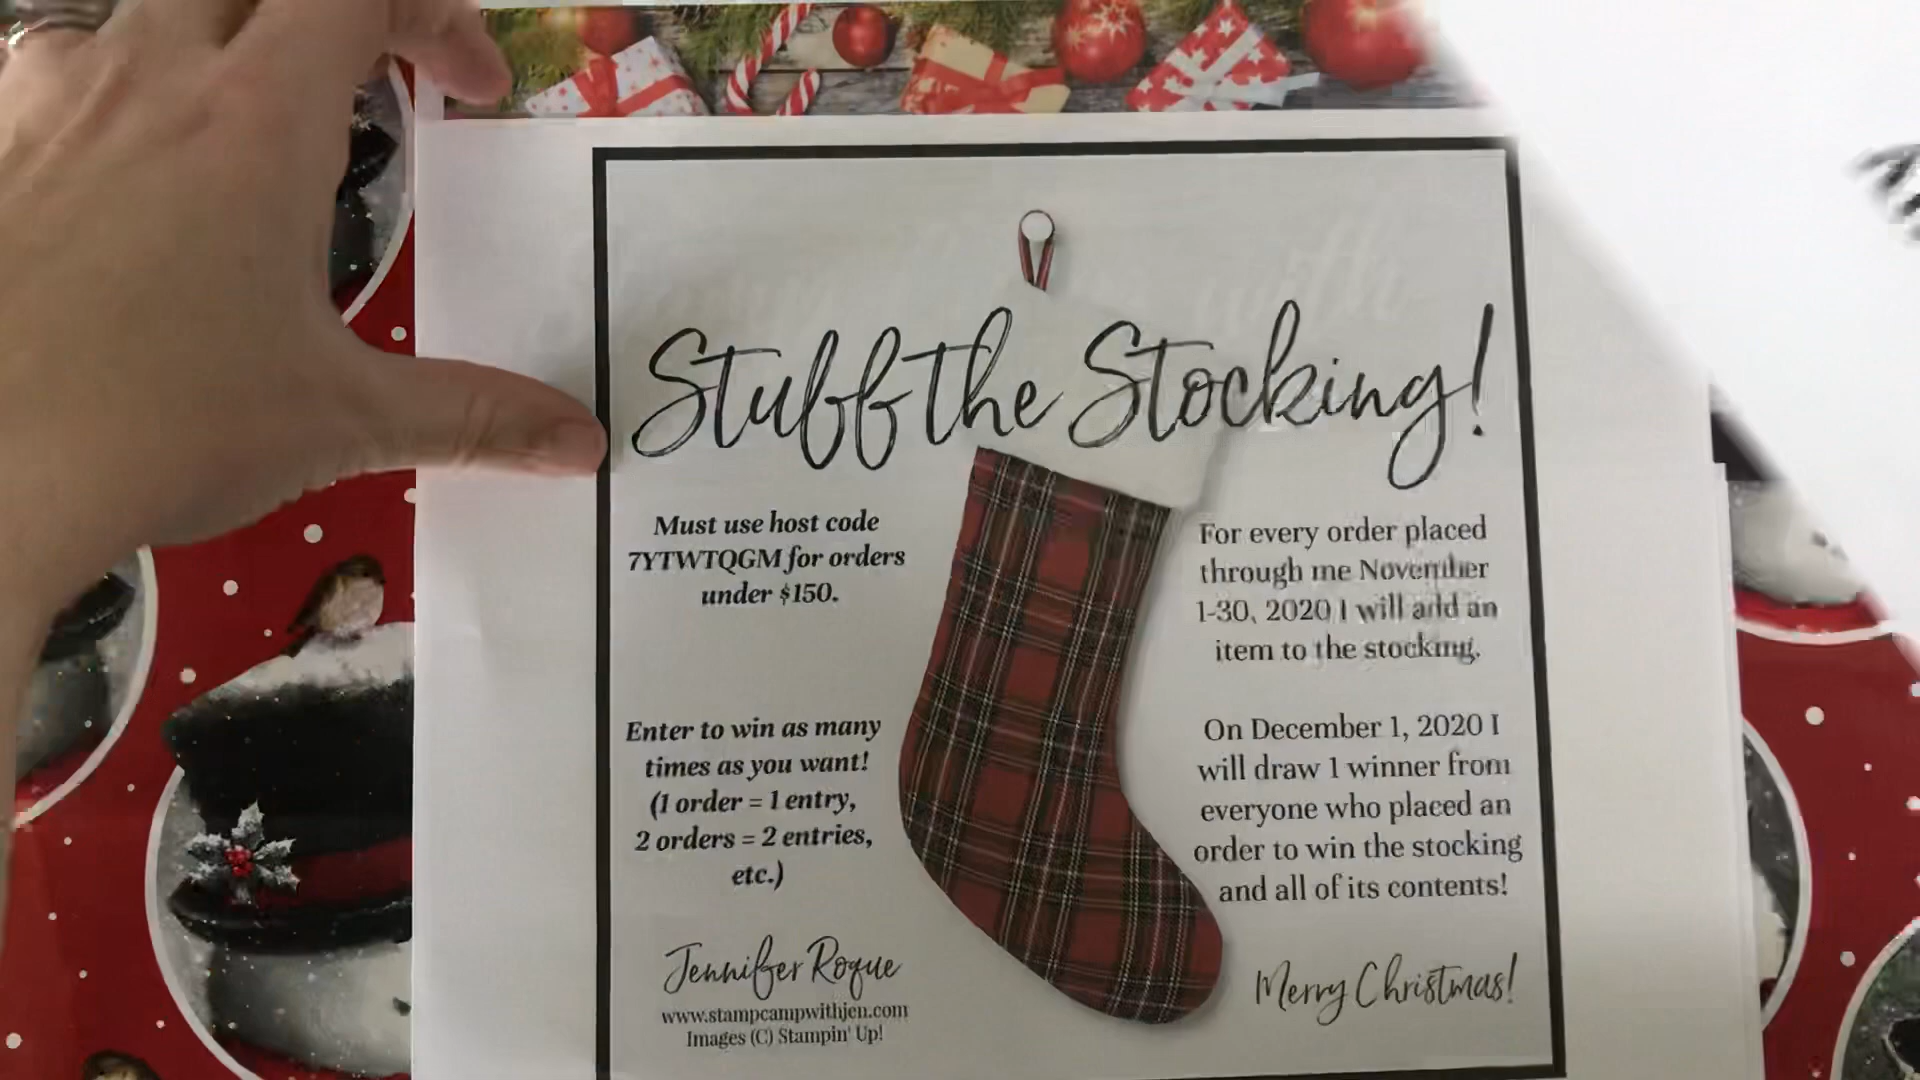 Stuff the Stocking!
Must use host code
7YTWTQGM for orders
under $150.
Enter to win as many
times as you want!
(1 order = 1 entry,
2 orders = 2 entries,
etc.)
For every order placed
through me November
1-30, 2020 I will add an
item to the stocking.
On December 1, 2020 I
will draw 1 winner from
everyone who placed an
order to win the stocking
and all of its contents!
Jennifer Roque
www.stampcampwithjen.com
Images (C) Stampin' Up!
Merry Christmas!